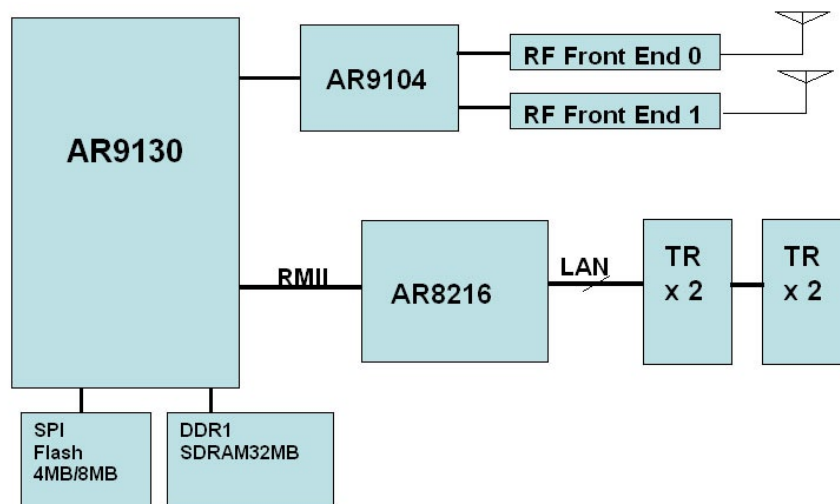 AR9130
AR9104
RF Front End 0
RF Front End 1
RMII
AR8216
LAN
TR
x 2
TR
x 2
SPI
Flash
4MB/8MB
DDR1
SDRAM32MB